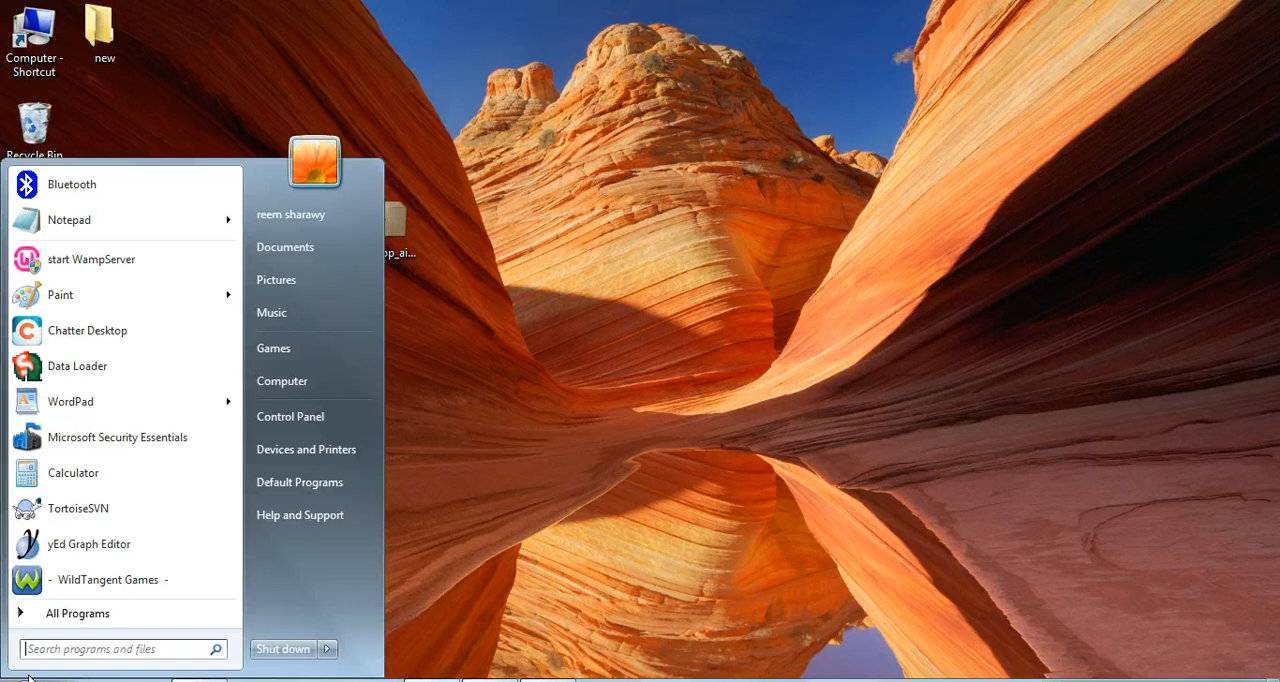 Computer -
Shortcut
new
Recycle Bin
Bluetooth
Notepad
start WampServer
Paint
Chatter Desktop
Data Loader
WordPad
Microsoft Security Essentials
Calculator
TortoiseSVN
yEd Graph Editor
- WildTangent Games -
All Programs
Search programs and files
reem sharawy
Documents
Pictures
Music
Games
Computer
Control Panel
Devices and Printers
Default Programs
Help and Support
Shut down